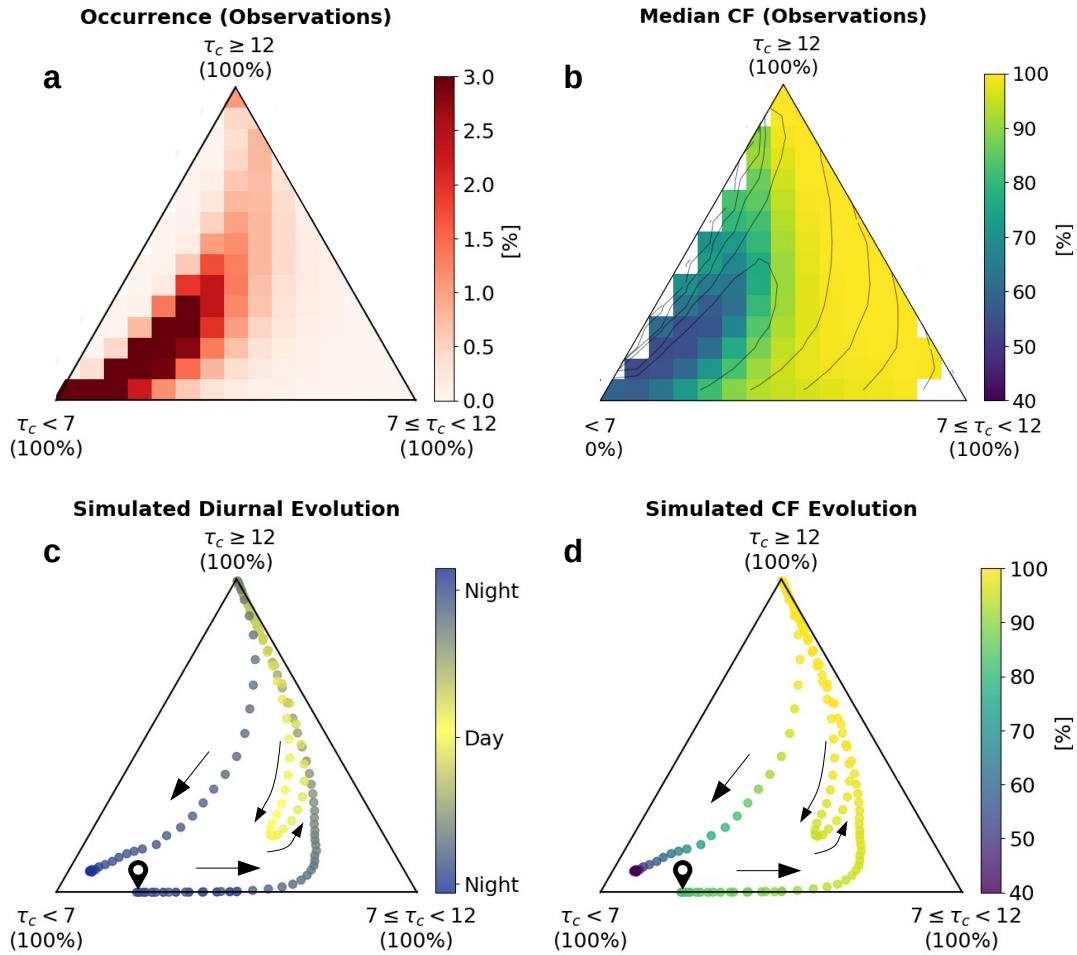 Occurrence (Observations)
τc ≥ 12
(100%)
a
3.0
2.5
2.0
1.5
1.0
0.5
0.0
[%]
τc < 7
(100%)
7 ≤ τc < 12
(100%)
Median CF (Observations)
τc ≥ 12
(100%)
b
100
90
80
70
60
50
40
[%]
< 7
0%)
7 ≤ τc < 12
(100%)
Simulated Diurnal Evolution
τc ≥ 12
(100%)
c
Night
Day
Night
τc < 7
(100%)
7 ≤ τc < 12
(100%)
Simulated CF Evolution
τc ≥ 12
(100%)
d
100
90
80
70
60
50
40
[%]
τc < 7
(100%)
7 ≤ τc < 12
(100%)